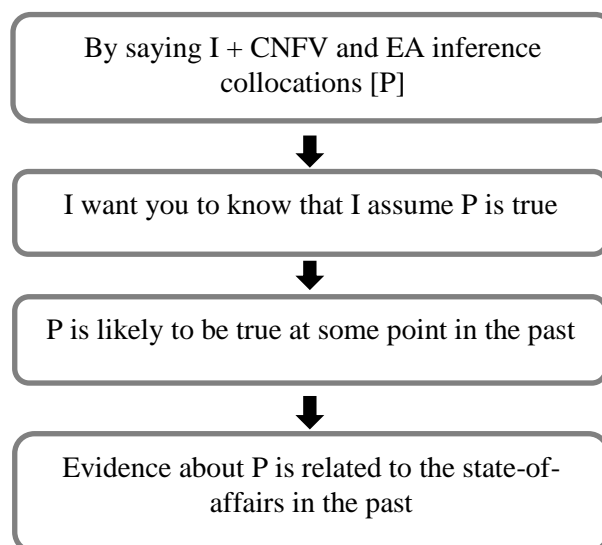 By saying I + CNFV and EA inference
collocations [P]
I want you to know that I assume P is true
P is likely to be true at some point in the past
Evidence about P is related to the state-of-
affairs in the past